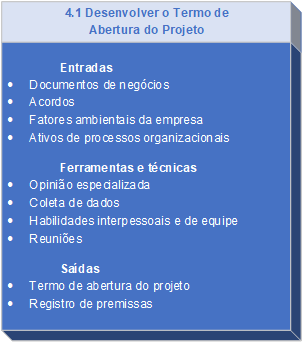 4.1 Desenvolver o Termo de
Abertura do Projeto
Entradas
• Documentos de negócios
• Acordos
• Fatores ambientais da empresa
• Ativos de processos organizacionais
Ferramentas e técnicas
• Opinião especializada
• Coleta de dados
• Habilidades interpessoais e de equipe
• Reuniões
Saídas
• Termo de abertura do projeto
• Registro de premissas